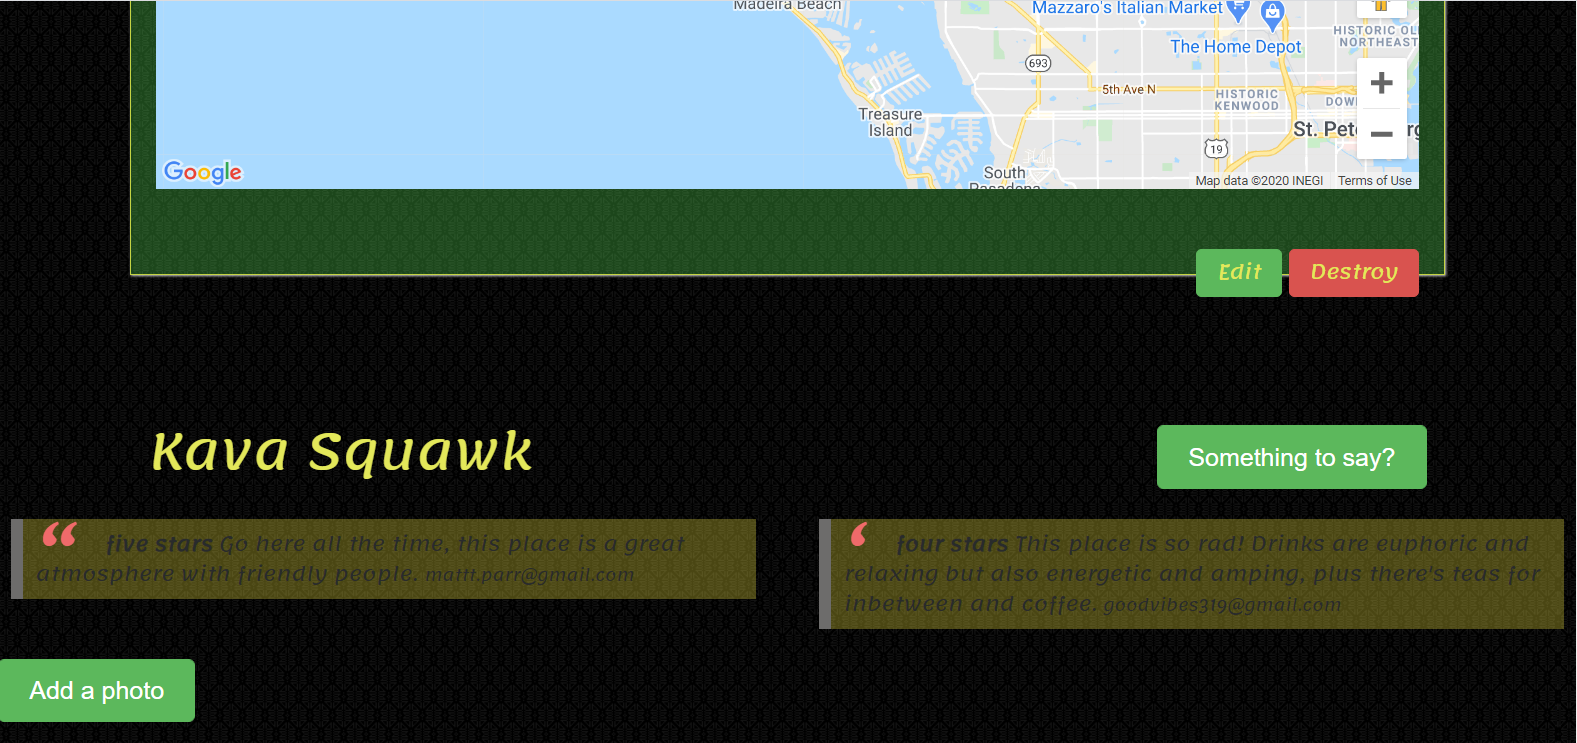 Madeira Beach
Mazzaro's Italian Market
The Home Depot
HISTORIC OL
NORTHEAST
693
5th Ave N
HISTORIC
KENWOOD
DOW
Treasure
Island
St. Pet
rg
19
South
Pasadena
Google
Map data ©2020 INEGI
Terms of Use
Edit
Destroy
Kava Squawk
Something to say?
“ five stars Go here all the time, this place is a great
atmosphere with friendly people. mattt.parr@gmail.com
‘ four stars This place is so rad! Drinks are euphoric and
relaxing but also energetic and amping, plus there's teas for
inbetween and coffee. goodvibes319@gmail.com
Add a photo